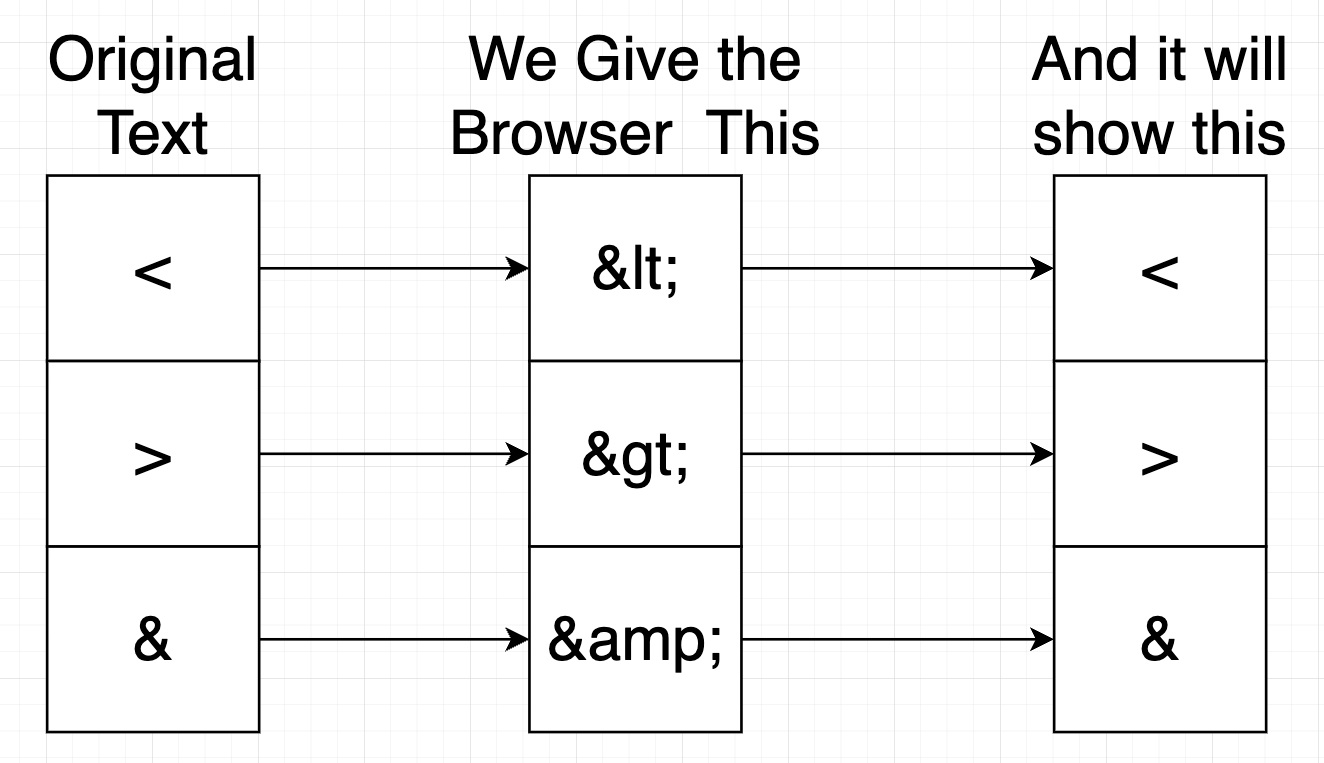 Original
Text
We Give the
Browser  This
And it will
show this
< &lt; <
> &gt; >
& &amp; &